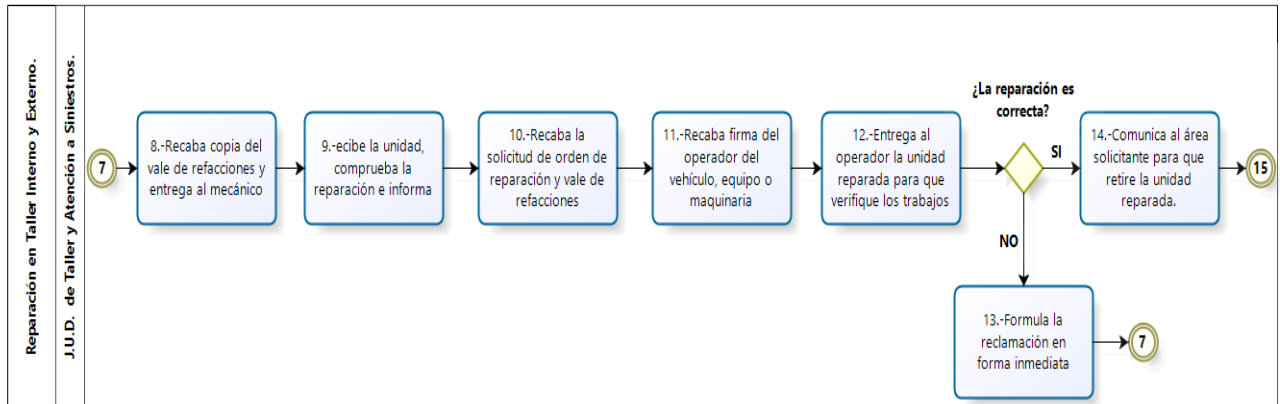 Reparación en Taller Interno y Externo.
J.U.D. de Taller y Atención a Siniestros.
7
8.-Recaba copia del
vale de refacciones y
entrega al mecánico
9.-ecibe la unidad,
comprueba la
reparación e informa
10.-Recaba la
solicitud de orden de
reparación y vale de
refacciones
11.-Recaba firma del
operador del
vehículo, equipo o
maquinaria
12.-Entrega al
operador la unidad
reparada para que
verifique los trabajos
¿La reparación es
correcta?
SI
14.-Comunica al área
solicitante para que
retire la unidad
reparada.
15
NO
13.-Formula la
reclamación en
forma inmediata
7